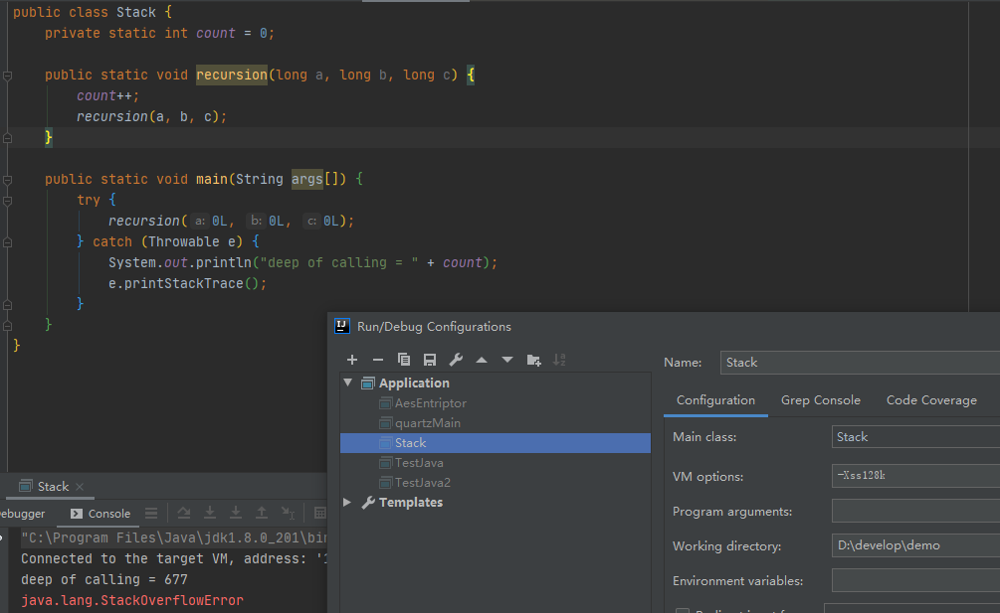 public class Stack {
private static int count = 0;
public static void recursion(long a, long b, long c) {
count++;
recursion(a, b, c);
}
public static void main(String args[]) {
try {
recursion( a: 0L, b: 0L, c: 0L);
} catch (Throwable e) {
System.out.println("deep of calling = " + count);
e.printStackTrace();
}
}
}
Run/Debug Configurations
Application
AesEntriptor
quartzMain
Stack
TestJava
TestJava2
Templates
Name: Stack
Configuration Grep Console Code Coverage
Main class: Stack
VM options: -Xss128k
Program arguments:
Working directory: D:\develop\demo
Environment variables:
Stack
ebugger Console
"C:\Program Files\Java\jdk1.8.0_201\bin
Connected to the target VM, address: '1
deep of calling = 677
java.lang.StackOverflowError